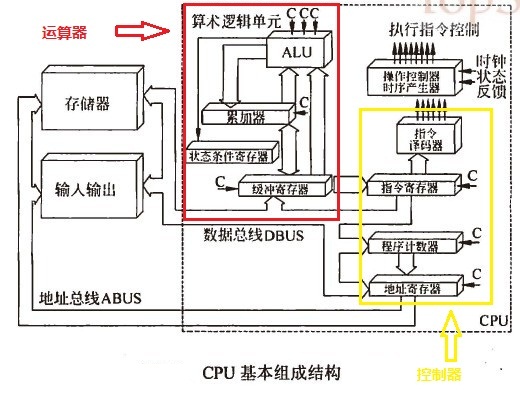 运算器
算术逻辑单元
C CC
ALU
执行指令控制
操作控制器
时序产生器
时钟
状态
反馈
存储器
累加器
C
指令
译码器
状态条件寄存器
输入输出
C
缓冲寄存器
指令寄存器
C
数据总线DBUS
程序计数器
C
地址总线ABUS
地址寄存器
C
CPU
CPU 基本组成结构
控制器